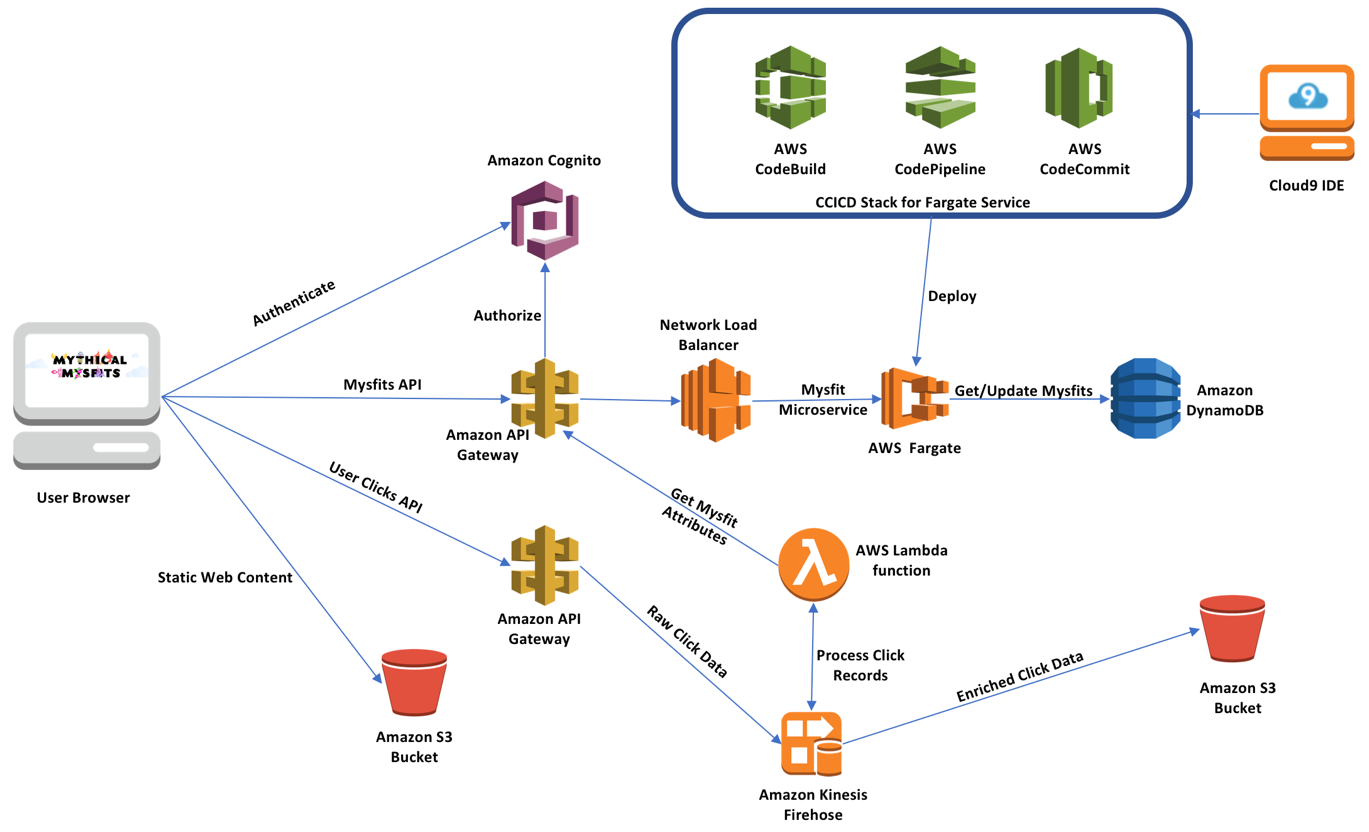 9
AWS
CodeBuild
AWS
CodePipeline
AWS
CodeCommit
CCICD Stack for Fargate Service
Cloud9 IDE
Amazon Cognito
Authenticate
Authorize
Deploy
Network Load
Balancer
MYTHICAL
MYSFITS
User Browser
Mysfits API
Amazon API
Gateway
Mysfit
Microservice
AWS Fargate
Get/Update Mysfits
Amazon
DynamoDB
User Clicks API
Get Mysfit
Attributes
AWS Lambda
function
Static Web Content
Amazon API
Gateway
Raw Click Data
Process Click
Records
Enriched Click Data
Amazon S3
Bucket
Amazon S3
Bucket
Amazon Kinesis
Firehose